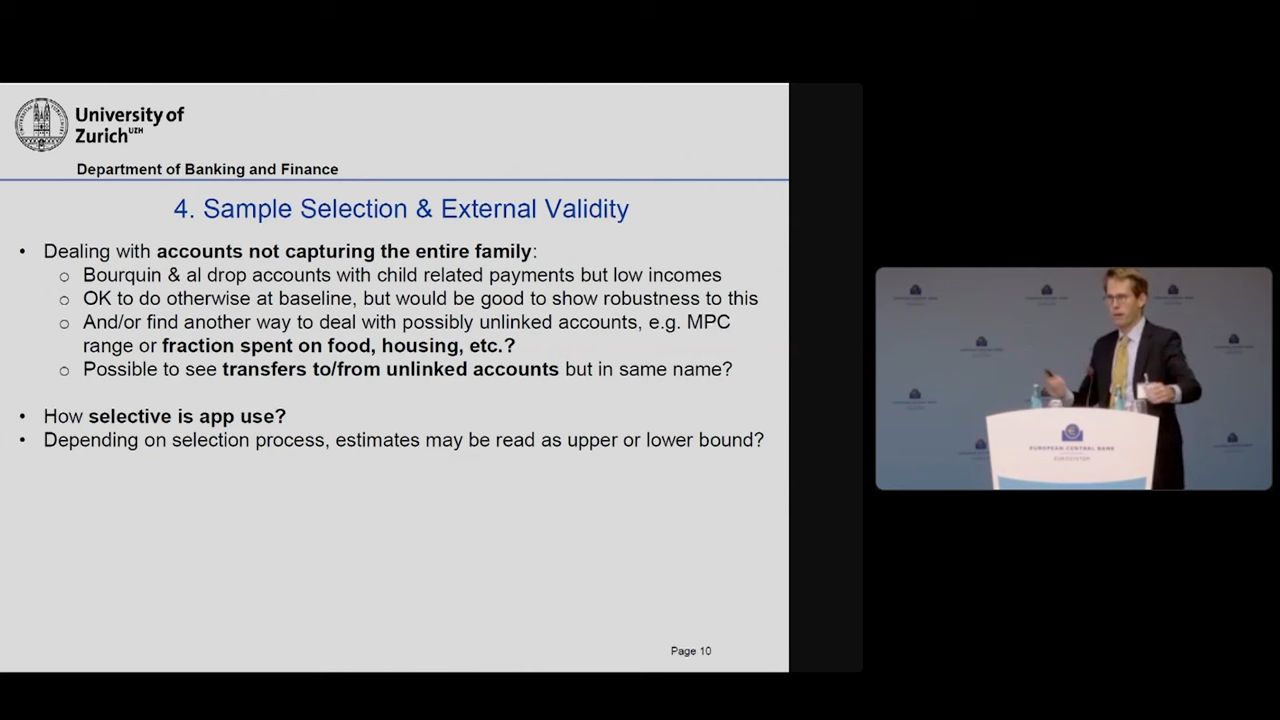 University of
Zurich UZH
Department of Banking and Finance
4. Sample Selection & External Validity
• Dealing with accounts not capturing the entire family:
o Bourquin & al drop accounts with child related payments but low incomes
o OK to do otherwise at baseline, but would be good to show robustness to this
o And/or find another way to deal with possibly unlinked accounts, e.g. MPC
range or fraction spent on food, housing, etc.?
o Possible to see transfers to/from unlinked accounts but in same name?
• How selective is app use?
• Depending on selection process, estimates may be read as upper or lower bound?
Page 10
EUROPEAN CENTRAL BANK
EUROSYSTEM